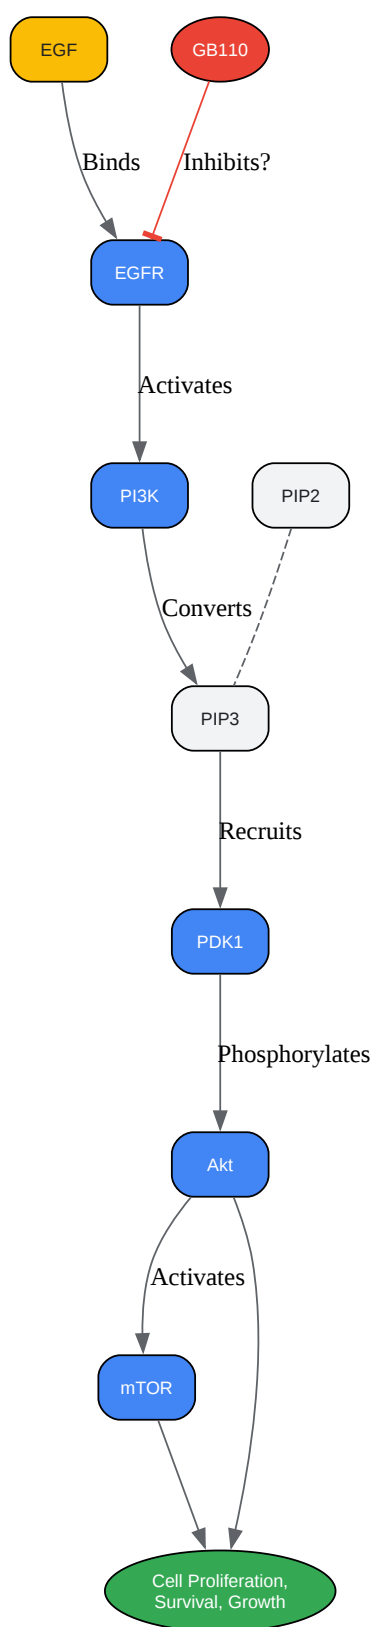 EGF
GB110
Binds
Inhibits?
EGFR
Activates
PI3K
PIP2
Converts
PIP3
Recruits
PDK1
Phosphorylates
Akt
Activates
mTOR
Cell Proliferation,
Survival, Growth